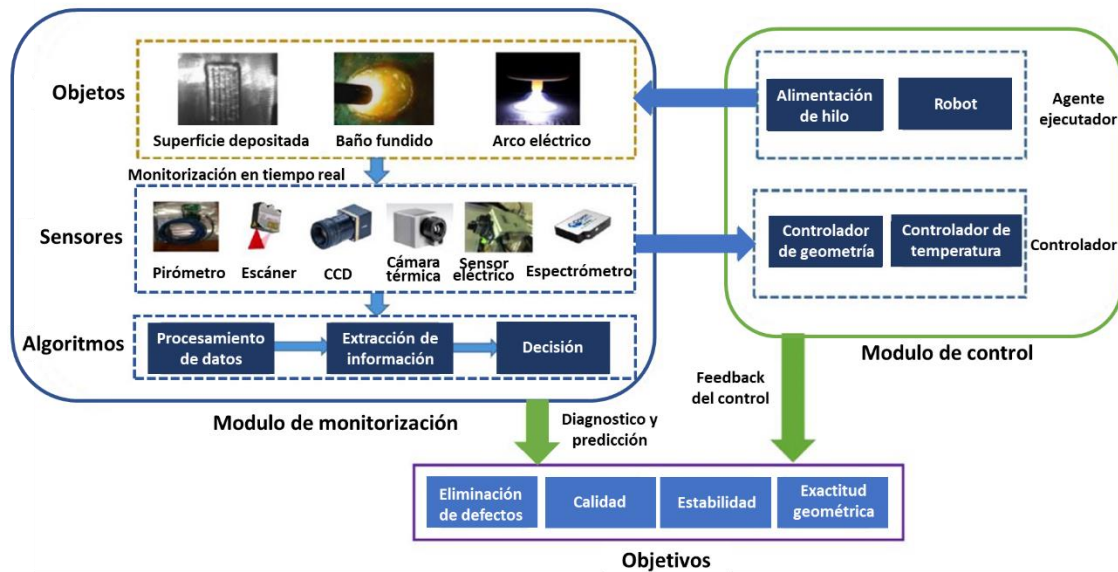 Objetos
Superficie depositada
Baño fundido
Arco eléctrico
Monitorización en tiempo real
Sensores
Pirómetro
Escáner
CCD
Cámara
térmica
Sensor
eléctrico
Espectrómetro
Algoritmos
Procesamiento
de datos
Extracción de
información
Decisión
Modulo de monitorización
Alimentación
de hilo
Robot
Agente
ejecutador
Controlador
de geometría
Controlador de
temperatura
Controlador
Modulo de control
Diagnostico y
predicción
Feedback
del control
Eliminación
de defectos
Calidad
Estabilidad
Exactitud
geométrica
Objetivos